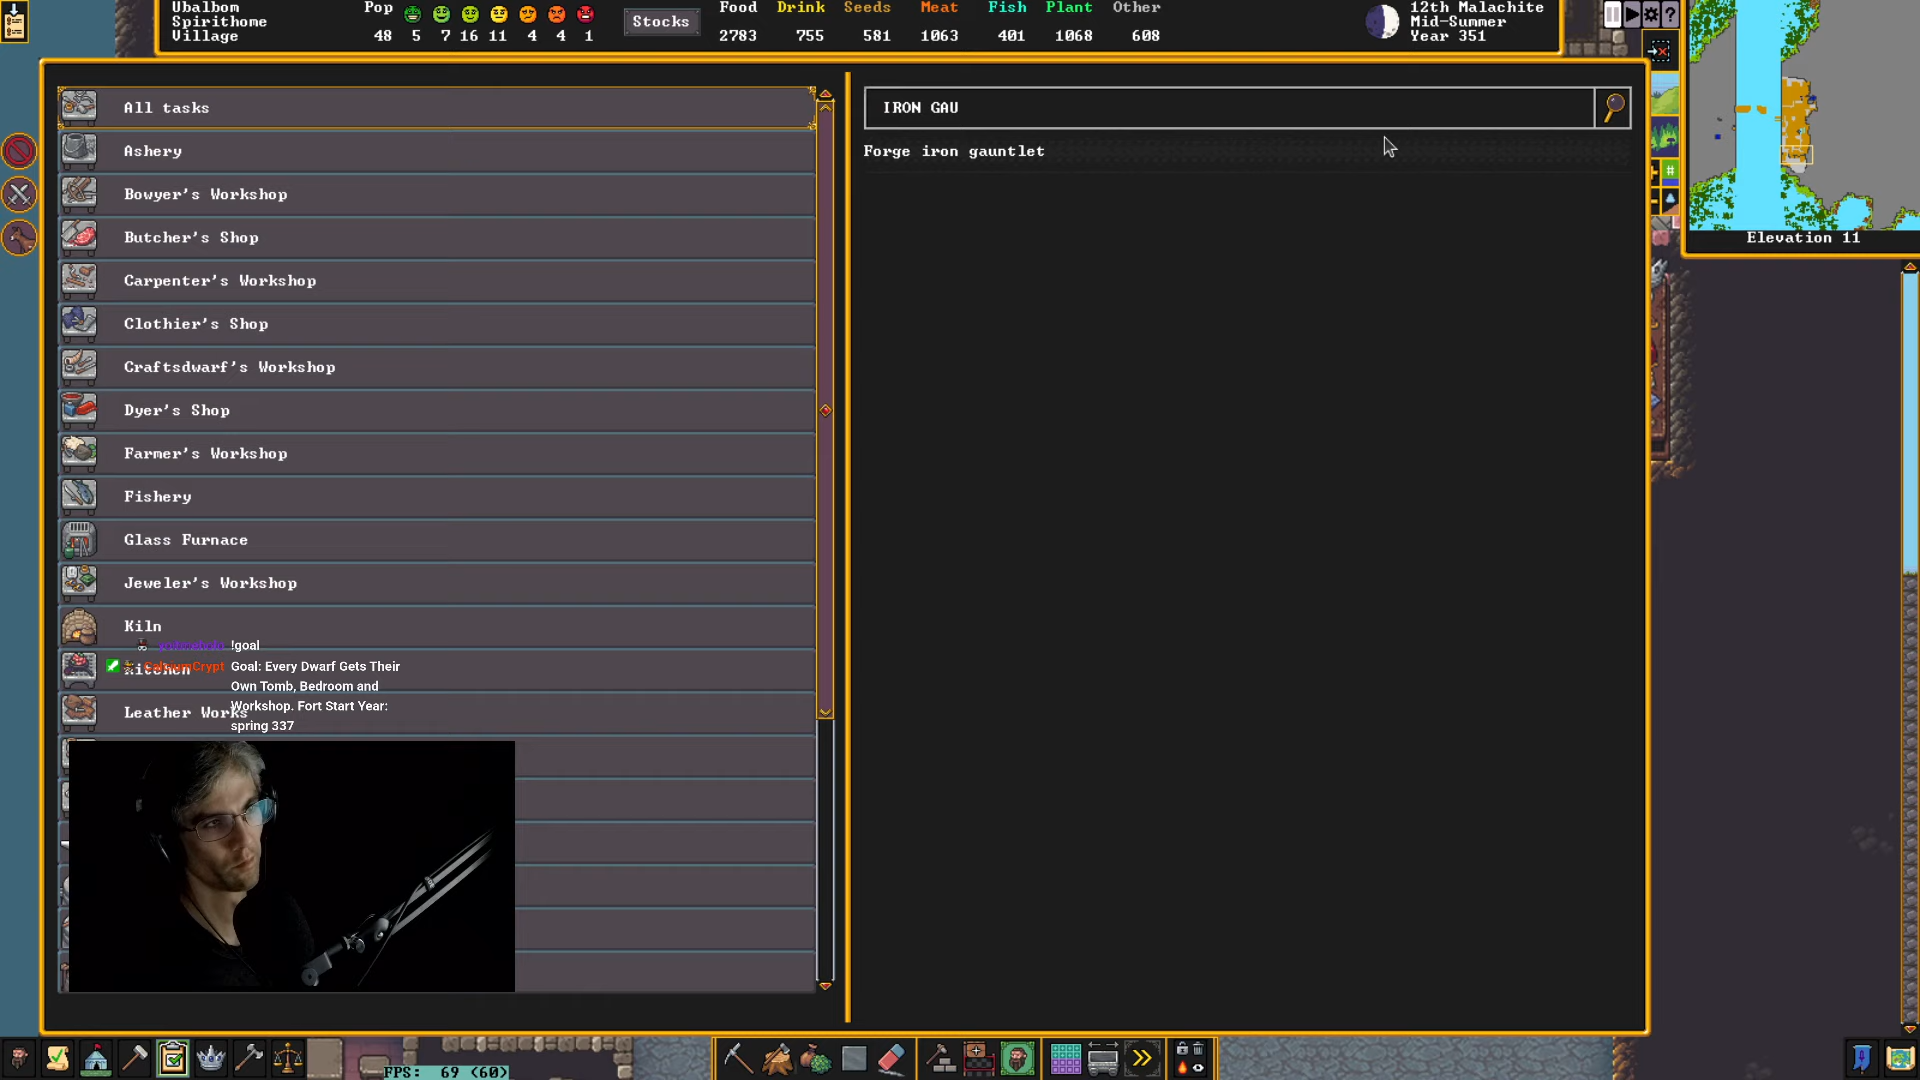 Ubalbom
Spirithome
Village
Pop
48 5 7 16 11 4 4 1
Stocks
Food Drink Seeds Meat Fish Plant Other
2783 755 581 1063 401 1068 608
12th Malachite
Mid-Summer
Year 351
Elevation 11
All tasks
Ashery
Bowyer's Workshop
Butcher's Shop
Carpenter's Workshop
Clothier's Shop
Craftsdwarf's Workshop
Dyer's Shop
Farmer's Workshop
Fishery
Glass Furnace
Jeweler's Workshop
Kiln
Kitchen
Leather Works
IRON GAU
Forge iron gauntlet
!goal
CalciumCrypt Goal: Every Dwarf Gets Their
Own Tomb, Bedroom and
Workshop. Fort Start Year:
spring 337
FPS: 69 (60)